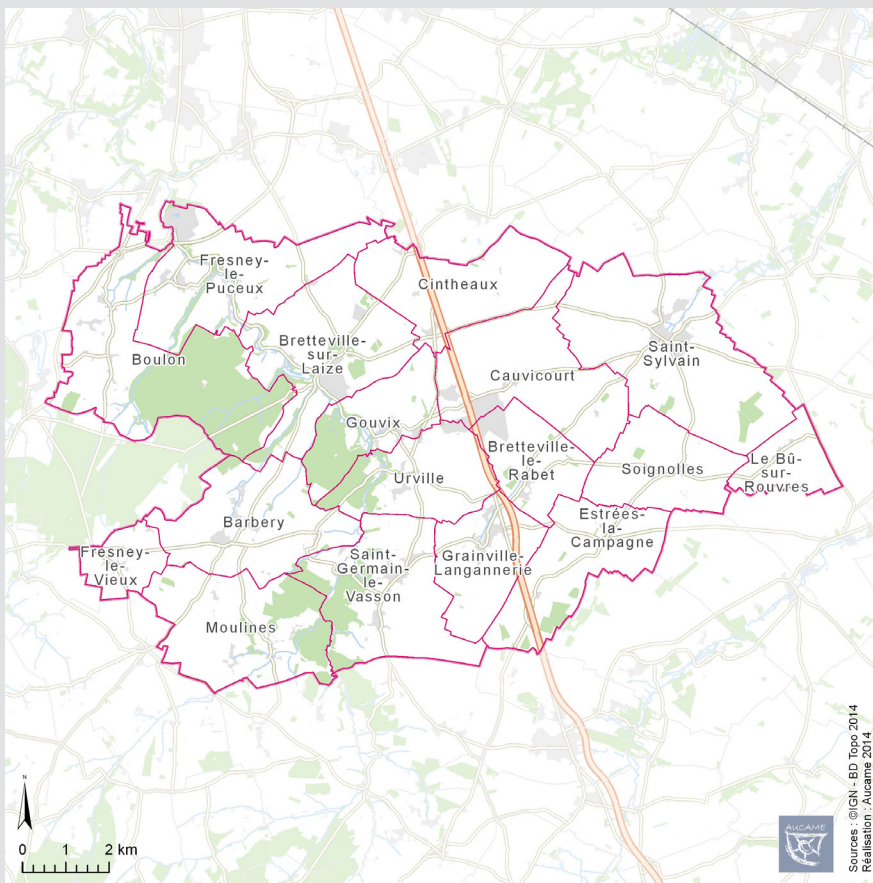 Fresney-
le-
Puceux
Cintheaux
Boulon
Bretteville-
sur-
Laize
Saint-
Sylvain
Cauvicourt
Gouvix
Bretteville-
le-
Rabet
Urville
Soignolles
Le Bû-
sur-
Rouvres
Barbery
Estrées-
la-
Campagne
Fresney-
le-
Vieux
Saint-
Germain-
le-
Vasson
Grainville-
Langannerie
Moulines
N
0 1 2 km
AUCAME
Sources : ©IGN - BD Topo 2014
Réalisation : Aucame 2014